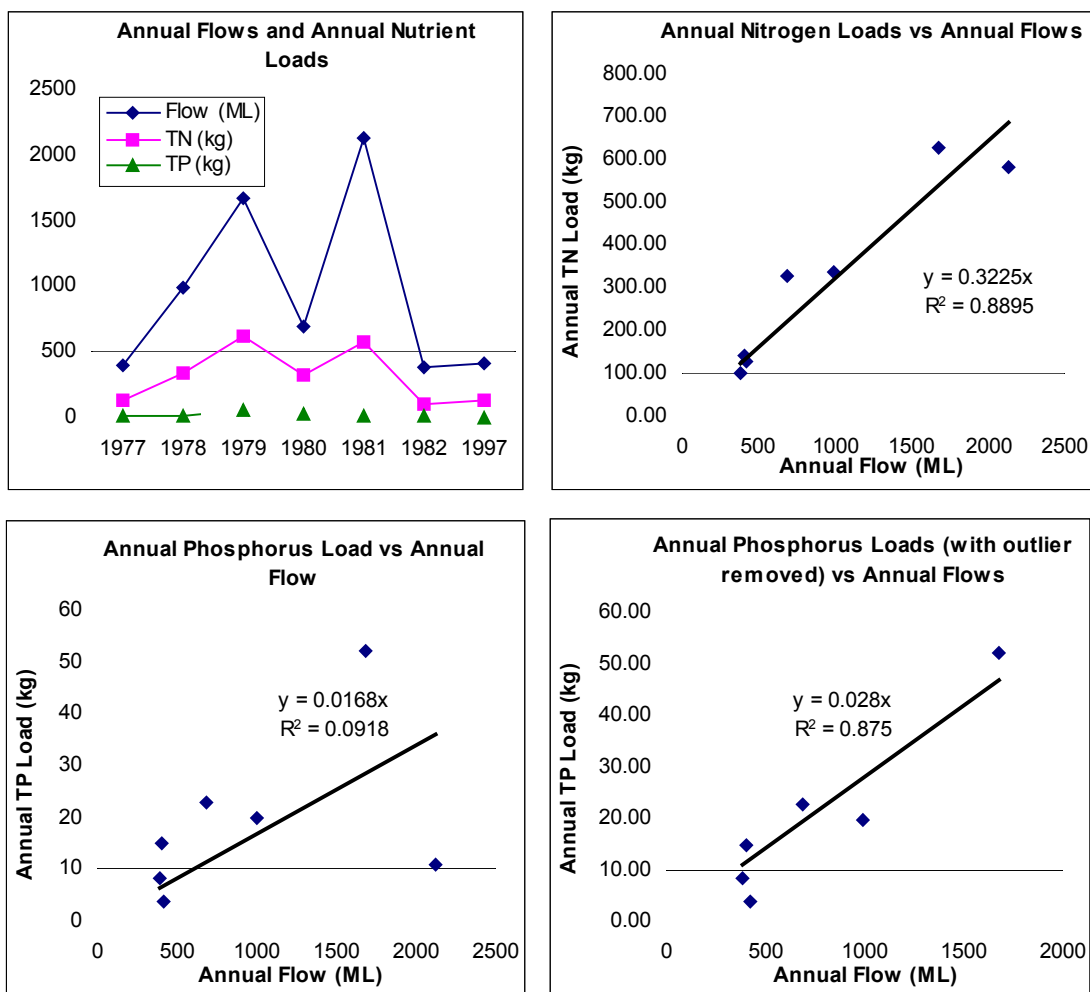 Annual Flows and Annual Nutrient
Loads
2500
2000
1500
1000
500
0
Flow (ML)
TN (kg)
TP (kg)
1977 1978 1979 1980 1981 1982 1997
Annual Nitrogen Loads vs Annual Flows
Annual TN Load (kg)
800.00
700.00
600.00
500.00
400.00
300.00
200.00
100.00
0.00
y = 0.3225x
R² = 0.8895
0 500 1000 1500 2000 2500
Annual Flow (ML)
Annual Phosphorus Load vs Annual
Flow
Annual TP Load (kg)
60
50
40
30
20
10
0
y = 0.0168x
R² = 0.0918
0 500 1000 1500 2000 2500
Annual Flow (ML)
Annual Phosphorus Loads (with outlier
removed) vs Annual Flows
Annual TP Load (kg)
60.00
50.00
40.00
30.00
20.00
10.00
0.00
y = 0.028x
R² = 0.875
0 500 1000 1500 2000
Annual Flow (ML)